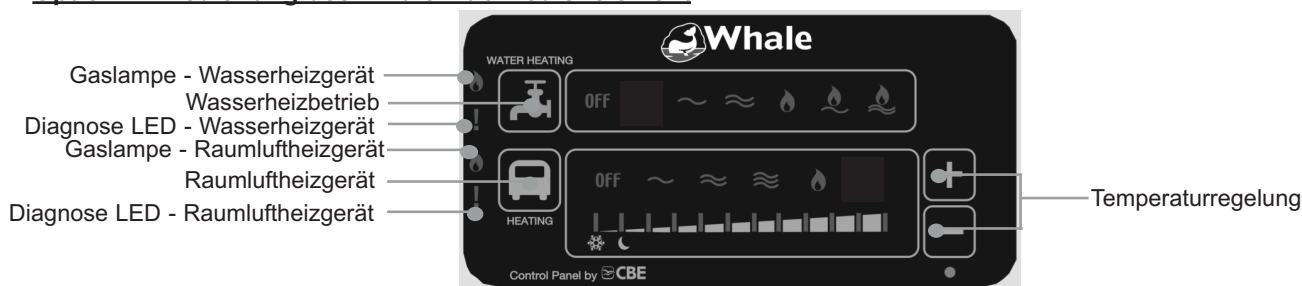 Whale
WATER HEATING
Gaslampe - Wasserheizgerät
Wasserheizbetrieb
OFF
Diagnose LED - Wasserheizgerät
Gaslampe - Raumluftheizgerät
Raumluftheizgerät
OFF
Temperaturregelung
Diagnose LED - Raumluftheizgerät
HEATING
Control Panel by CBE